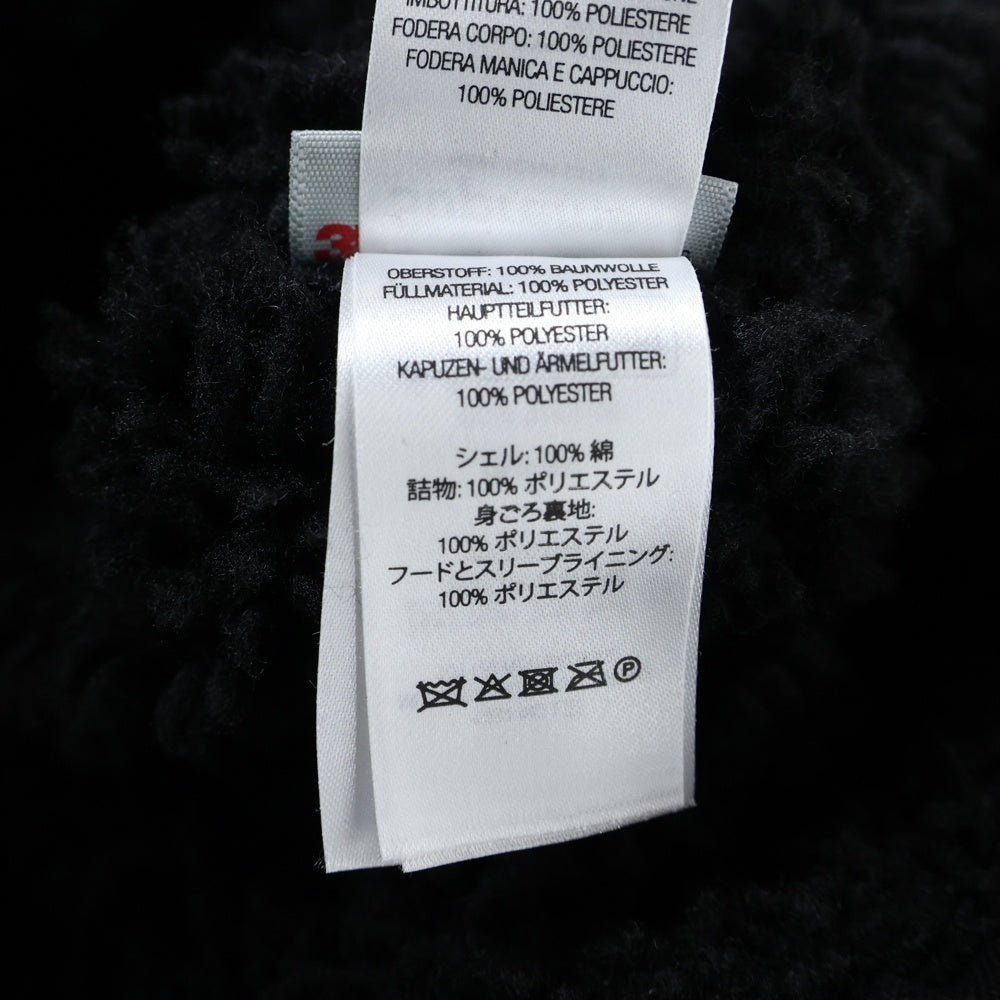 IMBOTTITURA: 100% POLIESTERE
FODERA CORPO: 100% POLIESTERE
FODERA MANICA E CAPPUCCIO:
100% POLIESTERE
3
OBERSTOFF: 100% BAUMWOLLE
FÜLLMATERIAL: 100% POLYESTER
HAUPTTEILFUTTER:
100% POLYESTER
KAPUZEN- UND ÄRMELFUTTER:
100% POLYESTER
シェル: 100% 綿
詰物: 100% ポリエステル
身ごろ裏地:
100% ポリエステル
フードとスリーブライニング:
100% ポリエステル
P